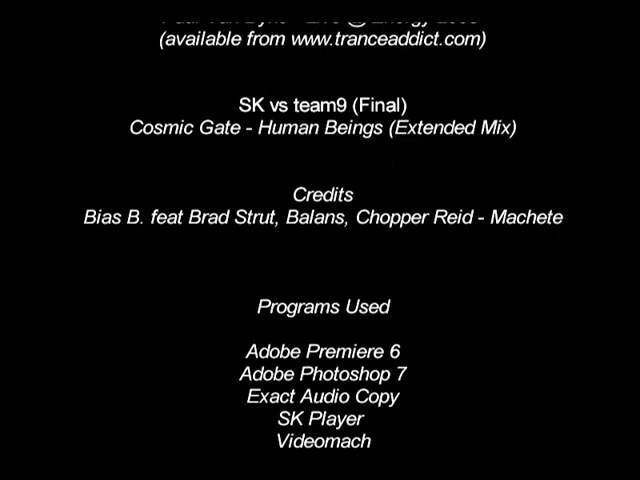 (available from www.tranceaddict.com)
SK vs team9 (Final)
Cosmic Gate - Human Beings (Extended Mix)
Credits
Bias B. feat Brad Strut, Balans, Chopper Reid - Machete
Programs Used
Adobe Premiere 6
Adobe Photoshop 7
Exact Audio Copy
SK Player
Videomach